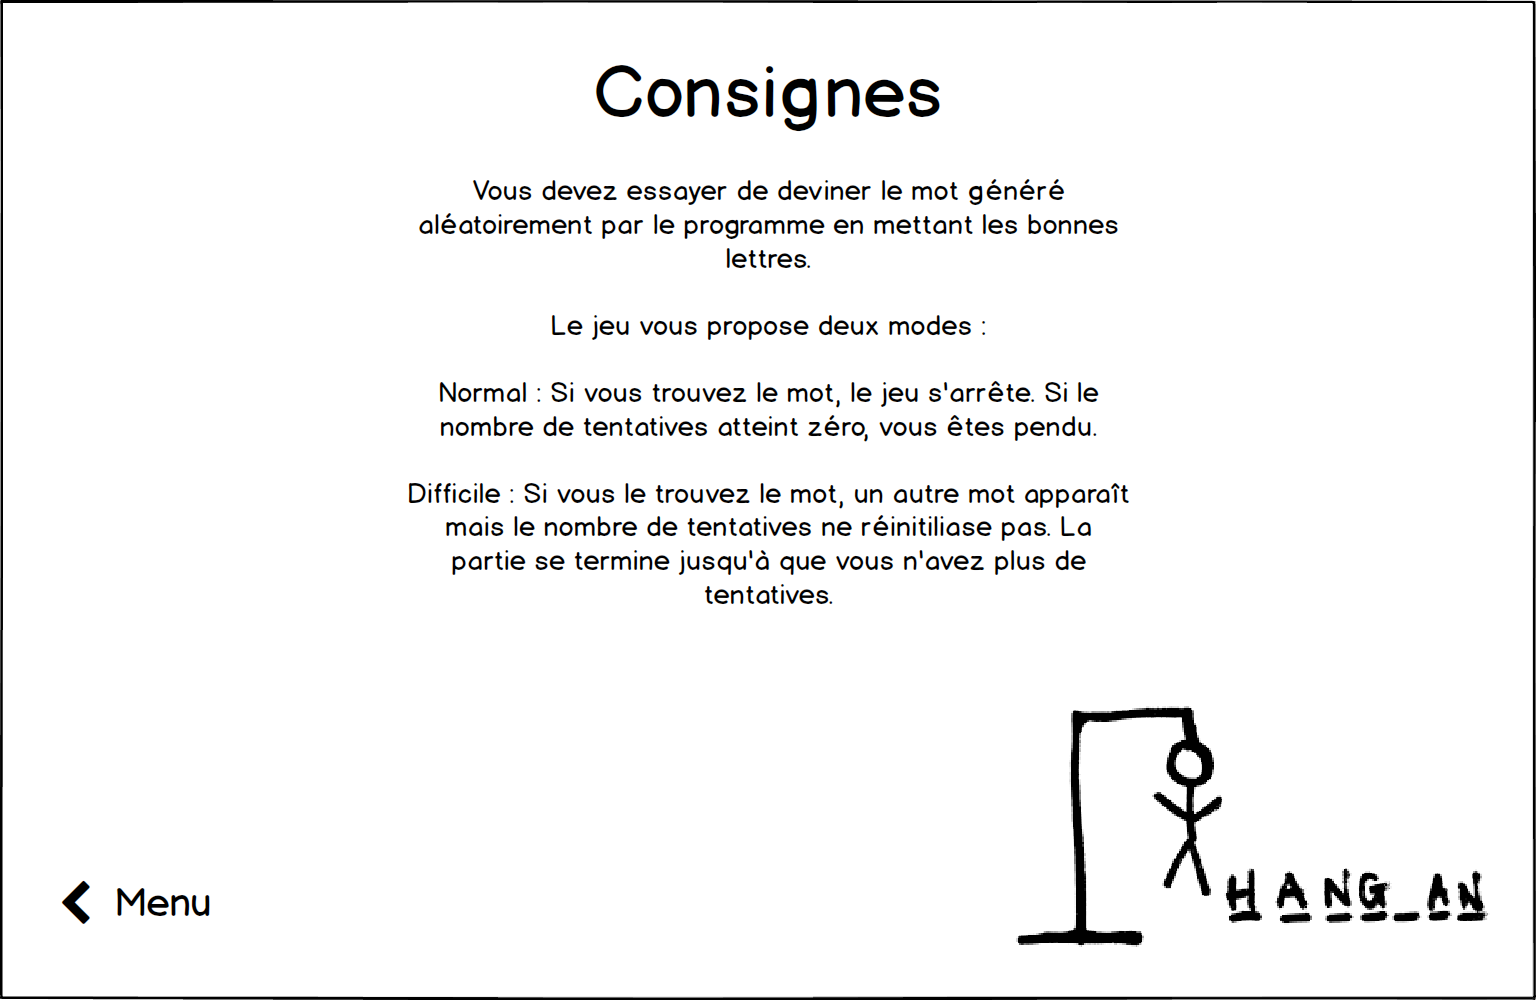 Consignes
Vous devez essayer de deviner le mot généré
aléatoirement par le programme en mettant les bonnes
lettres.
Le jeu vous propose deux modes :
Normal : Si vous trouvez le mot, le jeu s'arrête. Si le
nombre de tentatives atteint zéro, vous êtes pendu.
Difficile : Si vous le trouvez le mot, un autre mot apparaît
mais le nombre de tentatives ne réinitiliase pas. La
partie se termine jusqu'à que vous n'avez plus de
tentatives.
HANG_AN
Menu